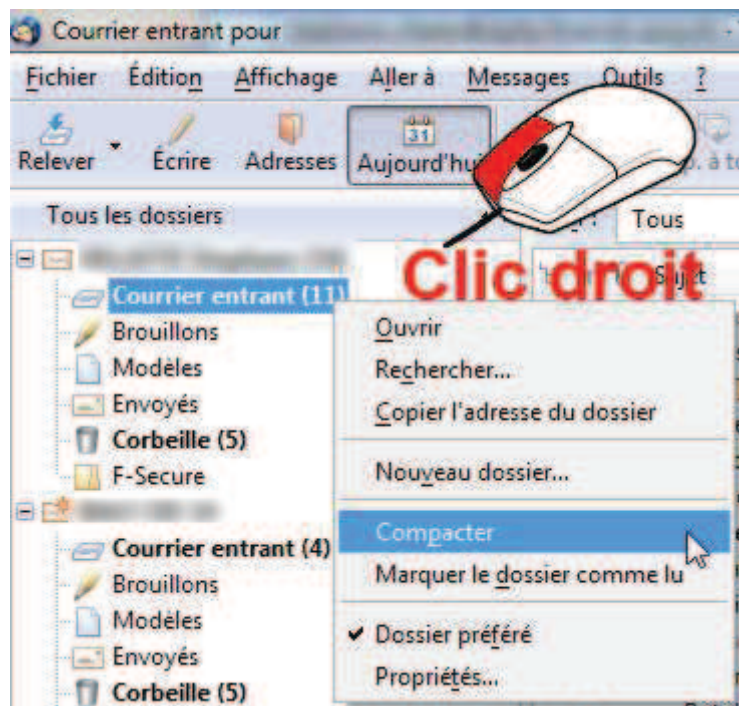 Courrier entrant pour
Fichier Édition Affichage Aller à Messages Outils ?
Relever Écrire Adresses Aujourd'hui
31
Tous les dossiers
Tous
Clic droit
Sujet
Courrier entrant (11)
Brouillons
Modèles
Envoyés
Corbeille (5)
F-Secure
Courrier entrant (4)
Brouillons
Modèles
Envoyés
Corbeille (5)
Ouvrir
Rechercher...
Copier l'adresse du dossier
Nouveau dossier...
Compacter
Marquer le dossier comme lu
Dossier préféré
Propriétés...